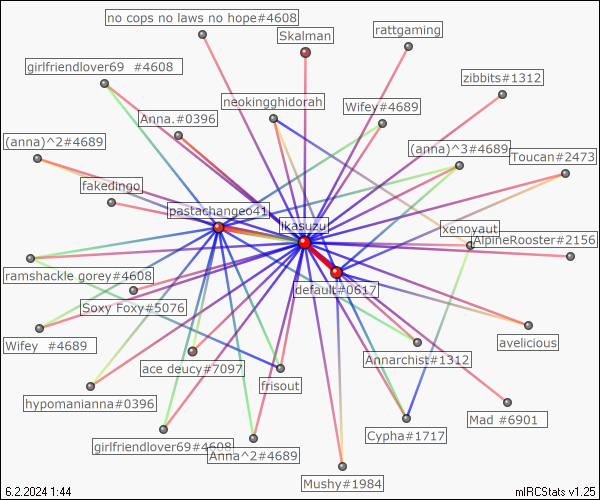 no cops no laws no hope#4608
Skalman
rattgaming
girlfriendlover69 #4608
zibbits#1312
neokingghidorah
Wifey#4689
Anna.#0396
(anna)^2#4689
(anna)^3#4689
Toucan#2473
fakedingo
pastachangeo41
ikasuzu
xenoyaut
AlpineRooster#2156
ramshackle gorey#4608
default#0617
Soxy Foxy#5076
Wifey #4689
Annarchist#1312
avelicious
ace deucy#7097
frisout
hypomanianna#0396
Mad #6901
girlfriendlover69#4608
Cypha#1717
Anna^2#4689
Mushy#1984
6.2.2024 1:44
mIRCStats v1.25